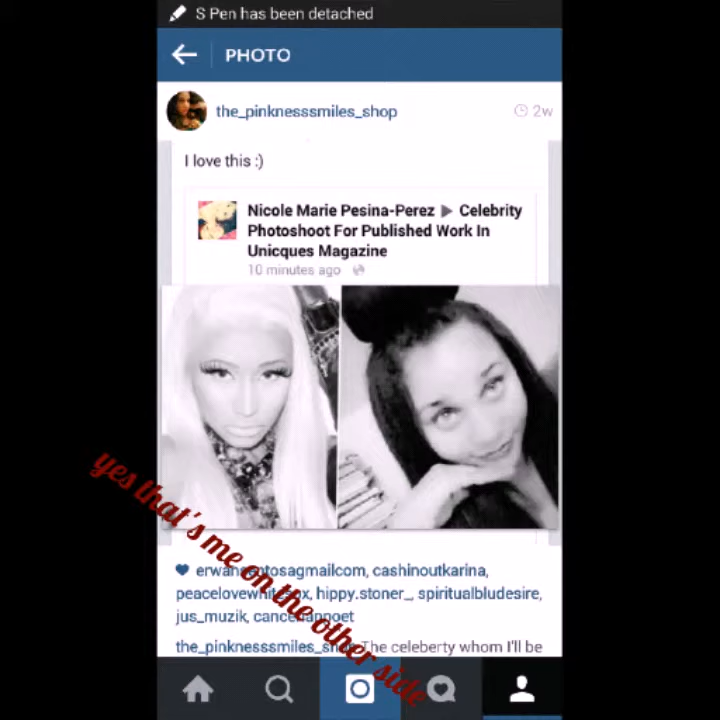 S Pen has been detached
PHOTO
the_pinknesssmiles_shop
2w
I love this :)
Nicole Marie Pesina-Perez ▶ Celebrity
Photoshoot For Published Work In
Unicques Magazine
10 minutes ago
yes that's me on the other side
cashinoutkarina,
hippy.stoner_, spiritualbludesire,
jus_muzik,
The celeberty whom I'll be